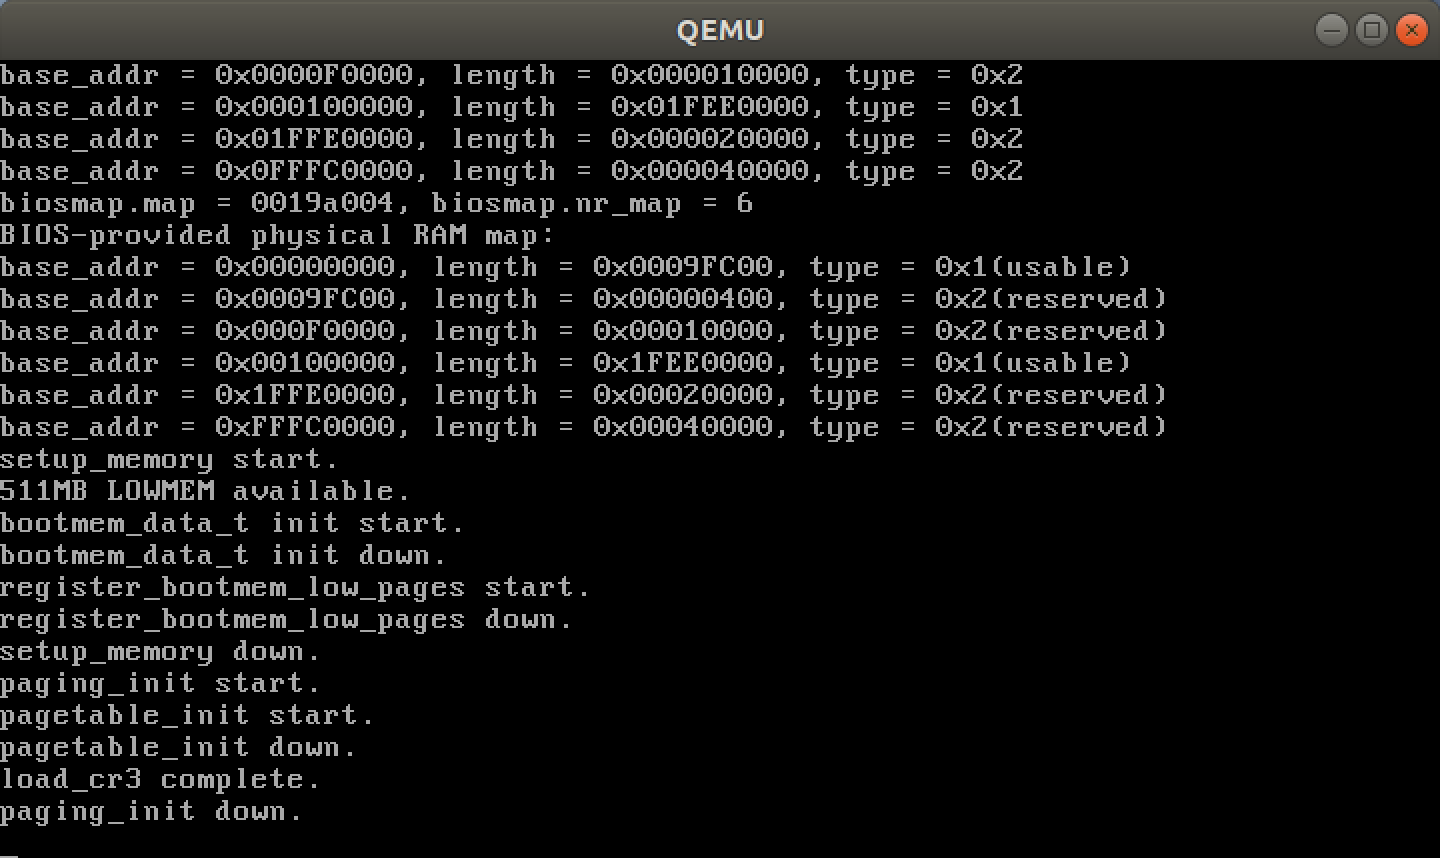 QEMU
base_addr = 0x0000F0000, length = 0x000010000, type = 0x2
base_addr = 0x000100000, length = 0x01FEE0000, type = 0x1
base_addr = 0x01FFE0000, length = 0x000020000, type = 0x2
base_addr = 0x0FFFC0000, length = 0x000040000, type = 0x2
biosmap.map = 0019a004, biosmap.nr_map = 6
BIOS-provided physical RAM map:
base_addr = 0x00000000, length = 0x0009FC00, type = 0x1(usable)
base_addr = 0x0009FC00, length = 0x00000400, type = 0x2(reserved)
base_addr = 0x000F0000, length = 0x00010000, type = 0x2(reserved)
base_addr = 0x00100000, length = 0x1FEE0000, type = 0x1(usable)
base_addr = 0x1FFE0000, length = 0x00020000, type = 0x2(reserved)
base_addr = 0xFFFC0000, length = 0x00040000, type = 0x2(reserved)
setup_memory start.
511MB LOWMEM available.
bootmem_data_t init start.
bootmem_data_t init down.
register_bootmem_low_pages start.
register_bootmem_low_pages down.
setup_memory down.
paging_init start.
pagetable_init start.
pagetable_init down.
load_cr3 complete.
paging_init down.